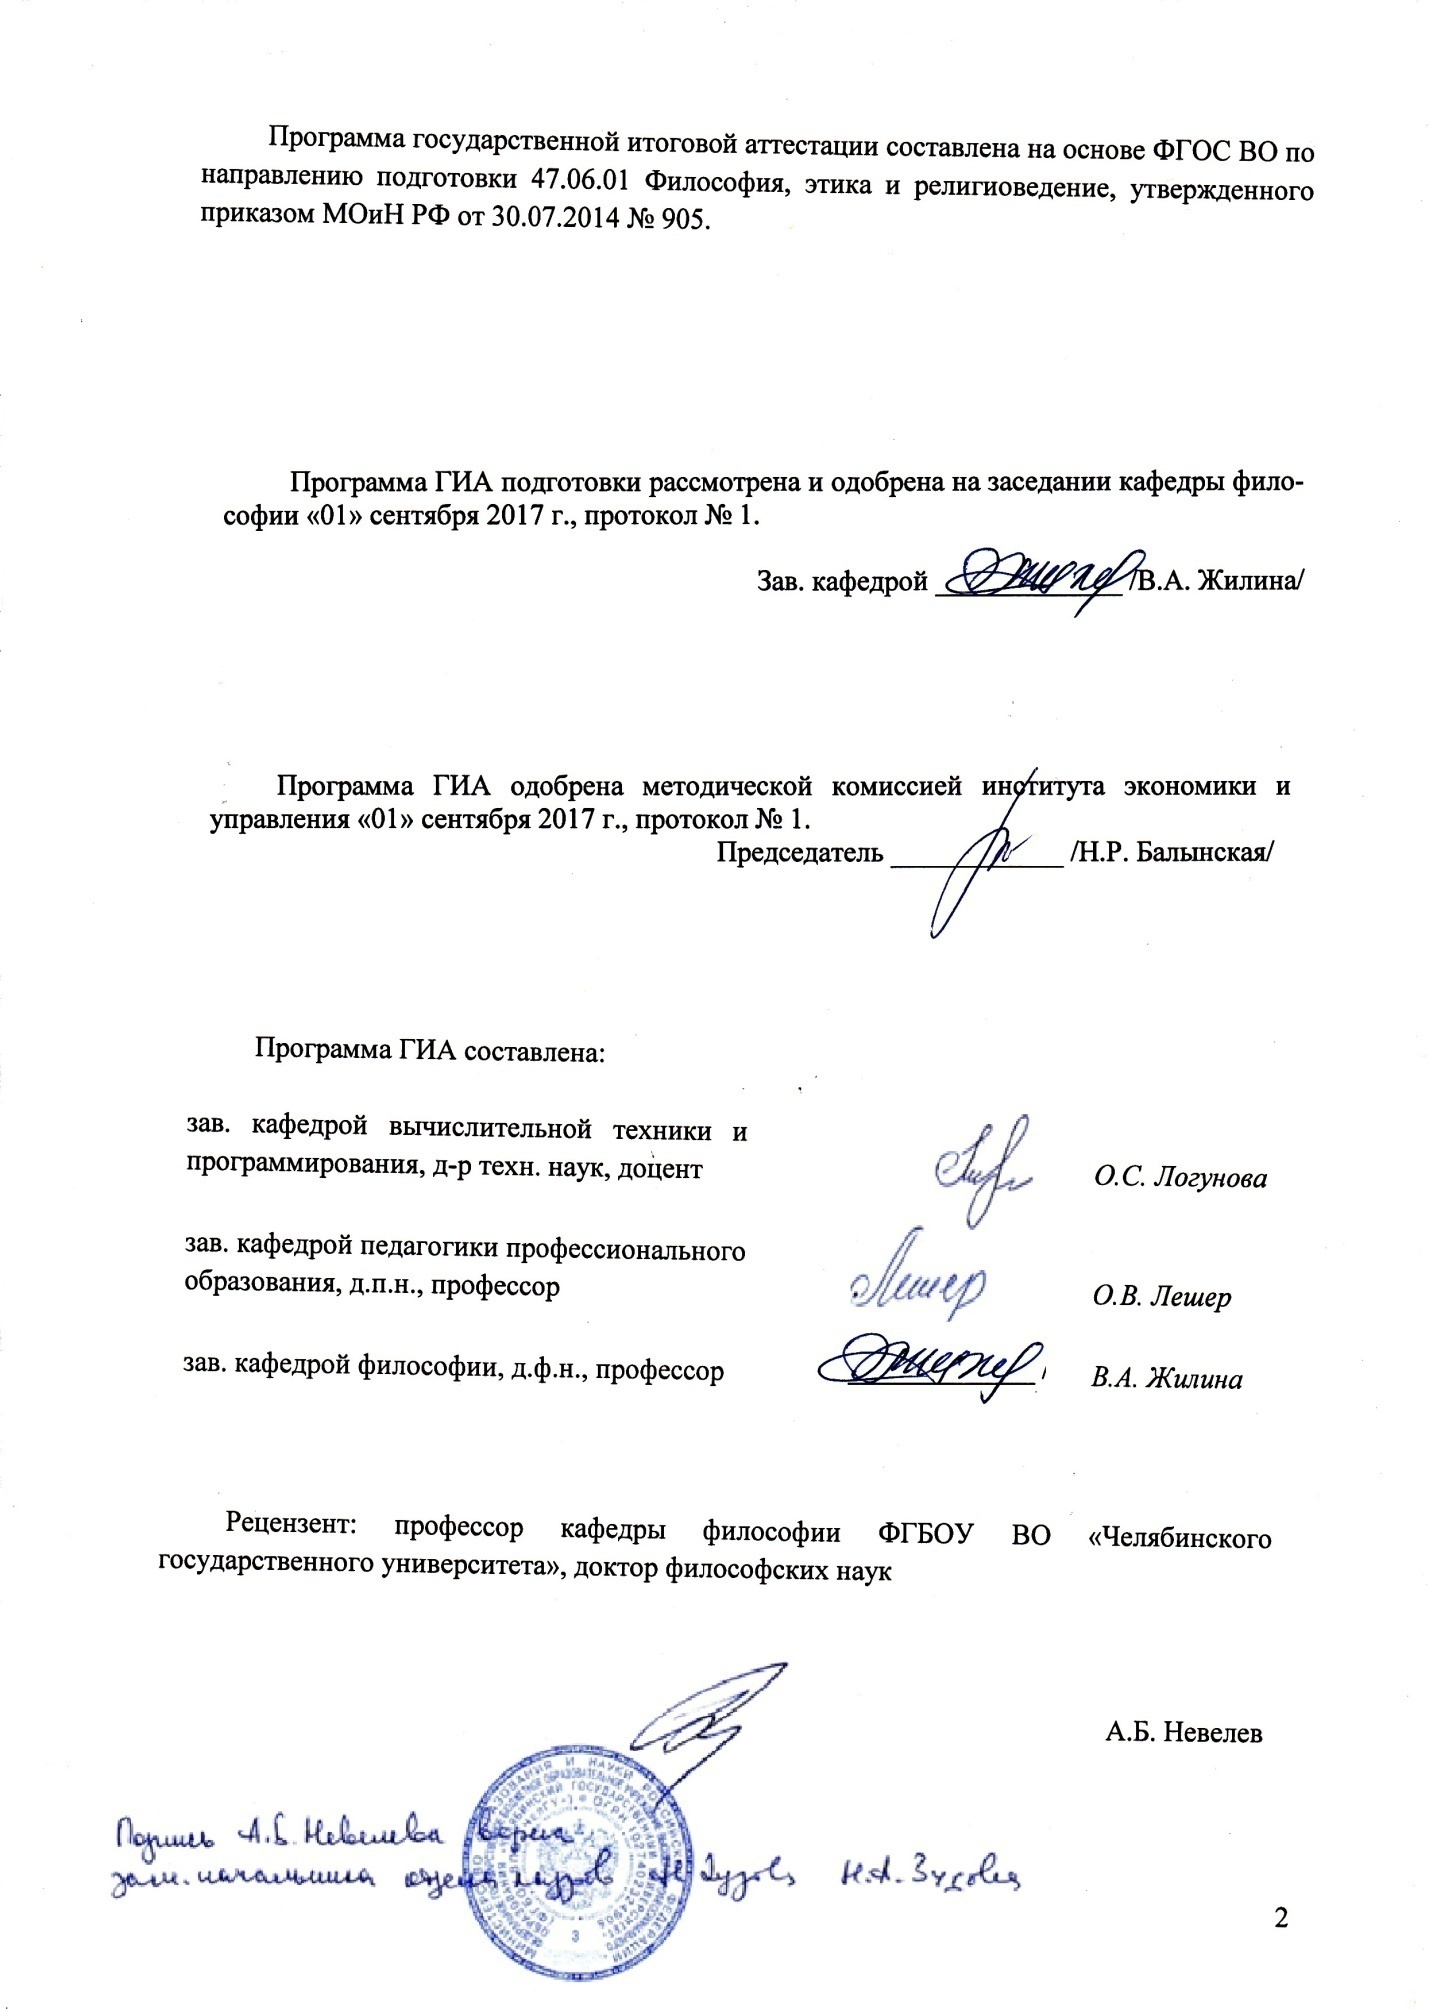 Программа государственной итоговой аттестации составлена на основе ФГОС ВО по
направлению подготовки 47.06.01 Философия, этика и религиоведение, утвержденного
приказом МОиН РФ от 30.07.2014 № 905.
Программа ГИА подготовки рассмотрена и одобрена на заседании кафедры фило-
софии «01» сентября 2017 г., протокол № 1.
Зав. кафедрой ______________ /В.А. Жилина/
Программа ГИА одобрена методической комиссией института экономики и
управления «01» сентября 2017 г., протокол № 1.
Председатель ____________ /Н.Р. Балынская/
Программа ГИА составлена:
зав. кафедрой вычислительной техники и
программирования, д-р техн. наук, доцент
О.С. Логунова
зав. кафедрой педагогики профессионального
образования, д.п.н., профессор
Лешер
О.В. Лешер
зав. кафедрой философии, д.ф.н., профессор
В.А. Жилина
Рецензент: профессор кафедры философии ФГБОУ ВО «Челябинского
государственного университета», доктор философских наук
А.Б. Невелев
Подпись А.Б. Невелева верна
зам. начальника отдела кадров
2